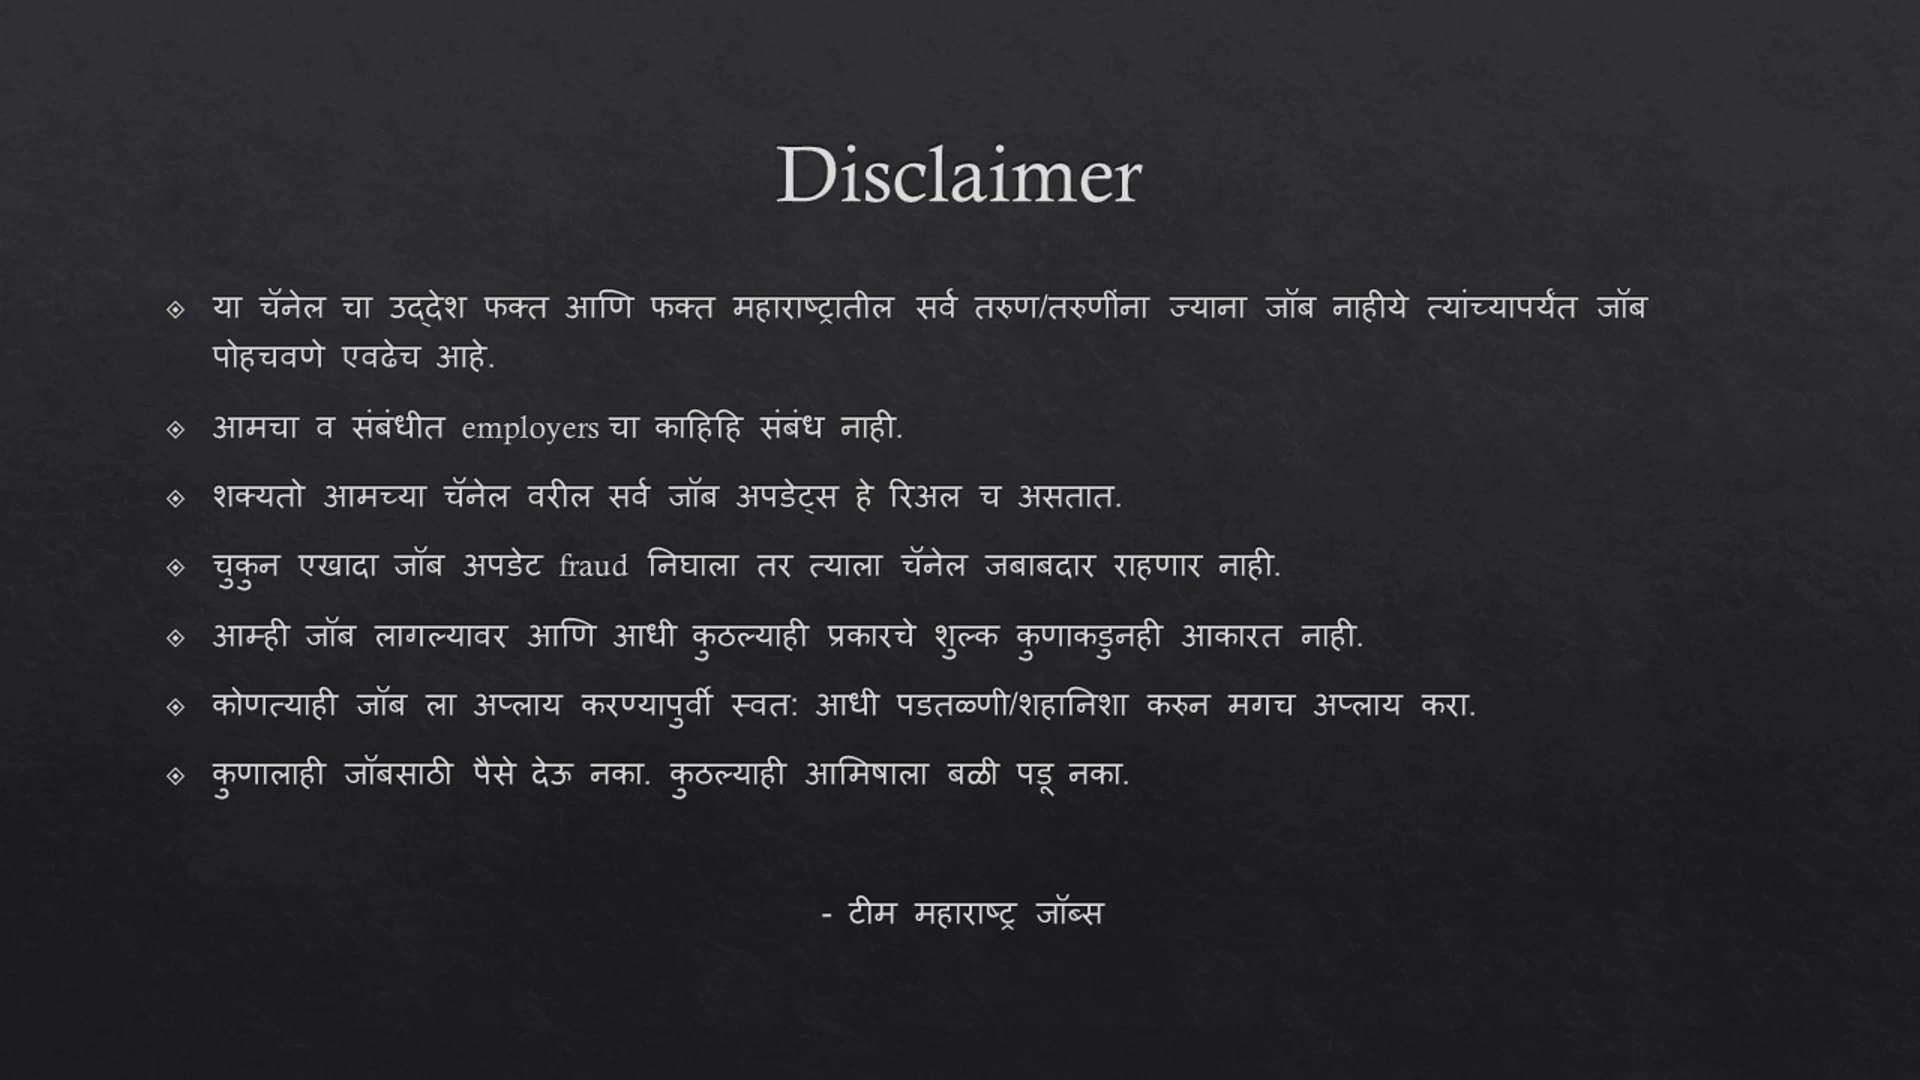 Disclaimer
या चॅनेल चा उद्देश फक्त आणि फक्त महाराष्ट्रातील सर्व तरुण/तरुणींना ज्याना जॉब नाहीये त्यांच्यापर्यंत जॉब
पोहचवणे एवढेच आहे.
आमचा व संबंधीत employers चा काहिहि संबंध नाही.
शक्यतो आमच्या चॅनेल वरील सर्व जॉब अपडेट्स हे रिअल च असतात.
चुकुन एखादा जॉब अपडेट fraud निघाला तर त्याला चॅनेल जबाबदार राहणार नाही.
आम्ही जॉब लागल्यावर आणि आधी कुठल्याही प्रकारचे शुल्क कुणाकडुनही आकारत नाही.
कोणत्याही जॉब ला अप्लाय करण्यापुर्वी स्वत: आधी पडतळ्णी/शहानिशा करुन मगच अप्लाय करा.
कुणालाही जॉबसाठी पैसे देऊ नका. कुठल्याही आमिषाला बळी पडू नका.
- टीम महाराष्ट्र जॉब्स